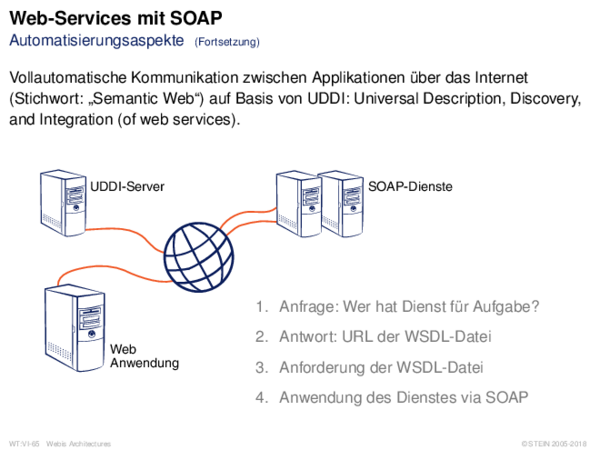 Web-Services mit SOAP
Automatisierungsaspekte (Fortsetzung)
Vollautomatische Kommunikation zwischen Applikationen über das Internet
(Stichwort: „Semantic Web“) auf Basis von UDDI: Universal Description, Discovery,
and Integration (of web services).
UDDI-Server
SOAP-Dienste
Web
Anwendung
1. Anfrage: Wer hat Dienst für Aufgabe?
2. Antwort: URL der WSDL-Datei
3. Anforderung der WSDL-Datei
4. Anwendung des Dienstes via SOAP
WT:VI-65 Webis Architectures
© STEIN 2005-2018